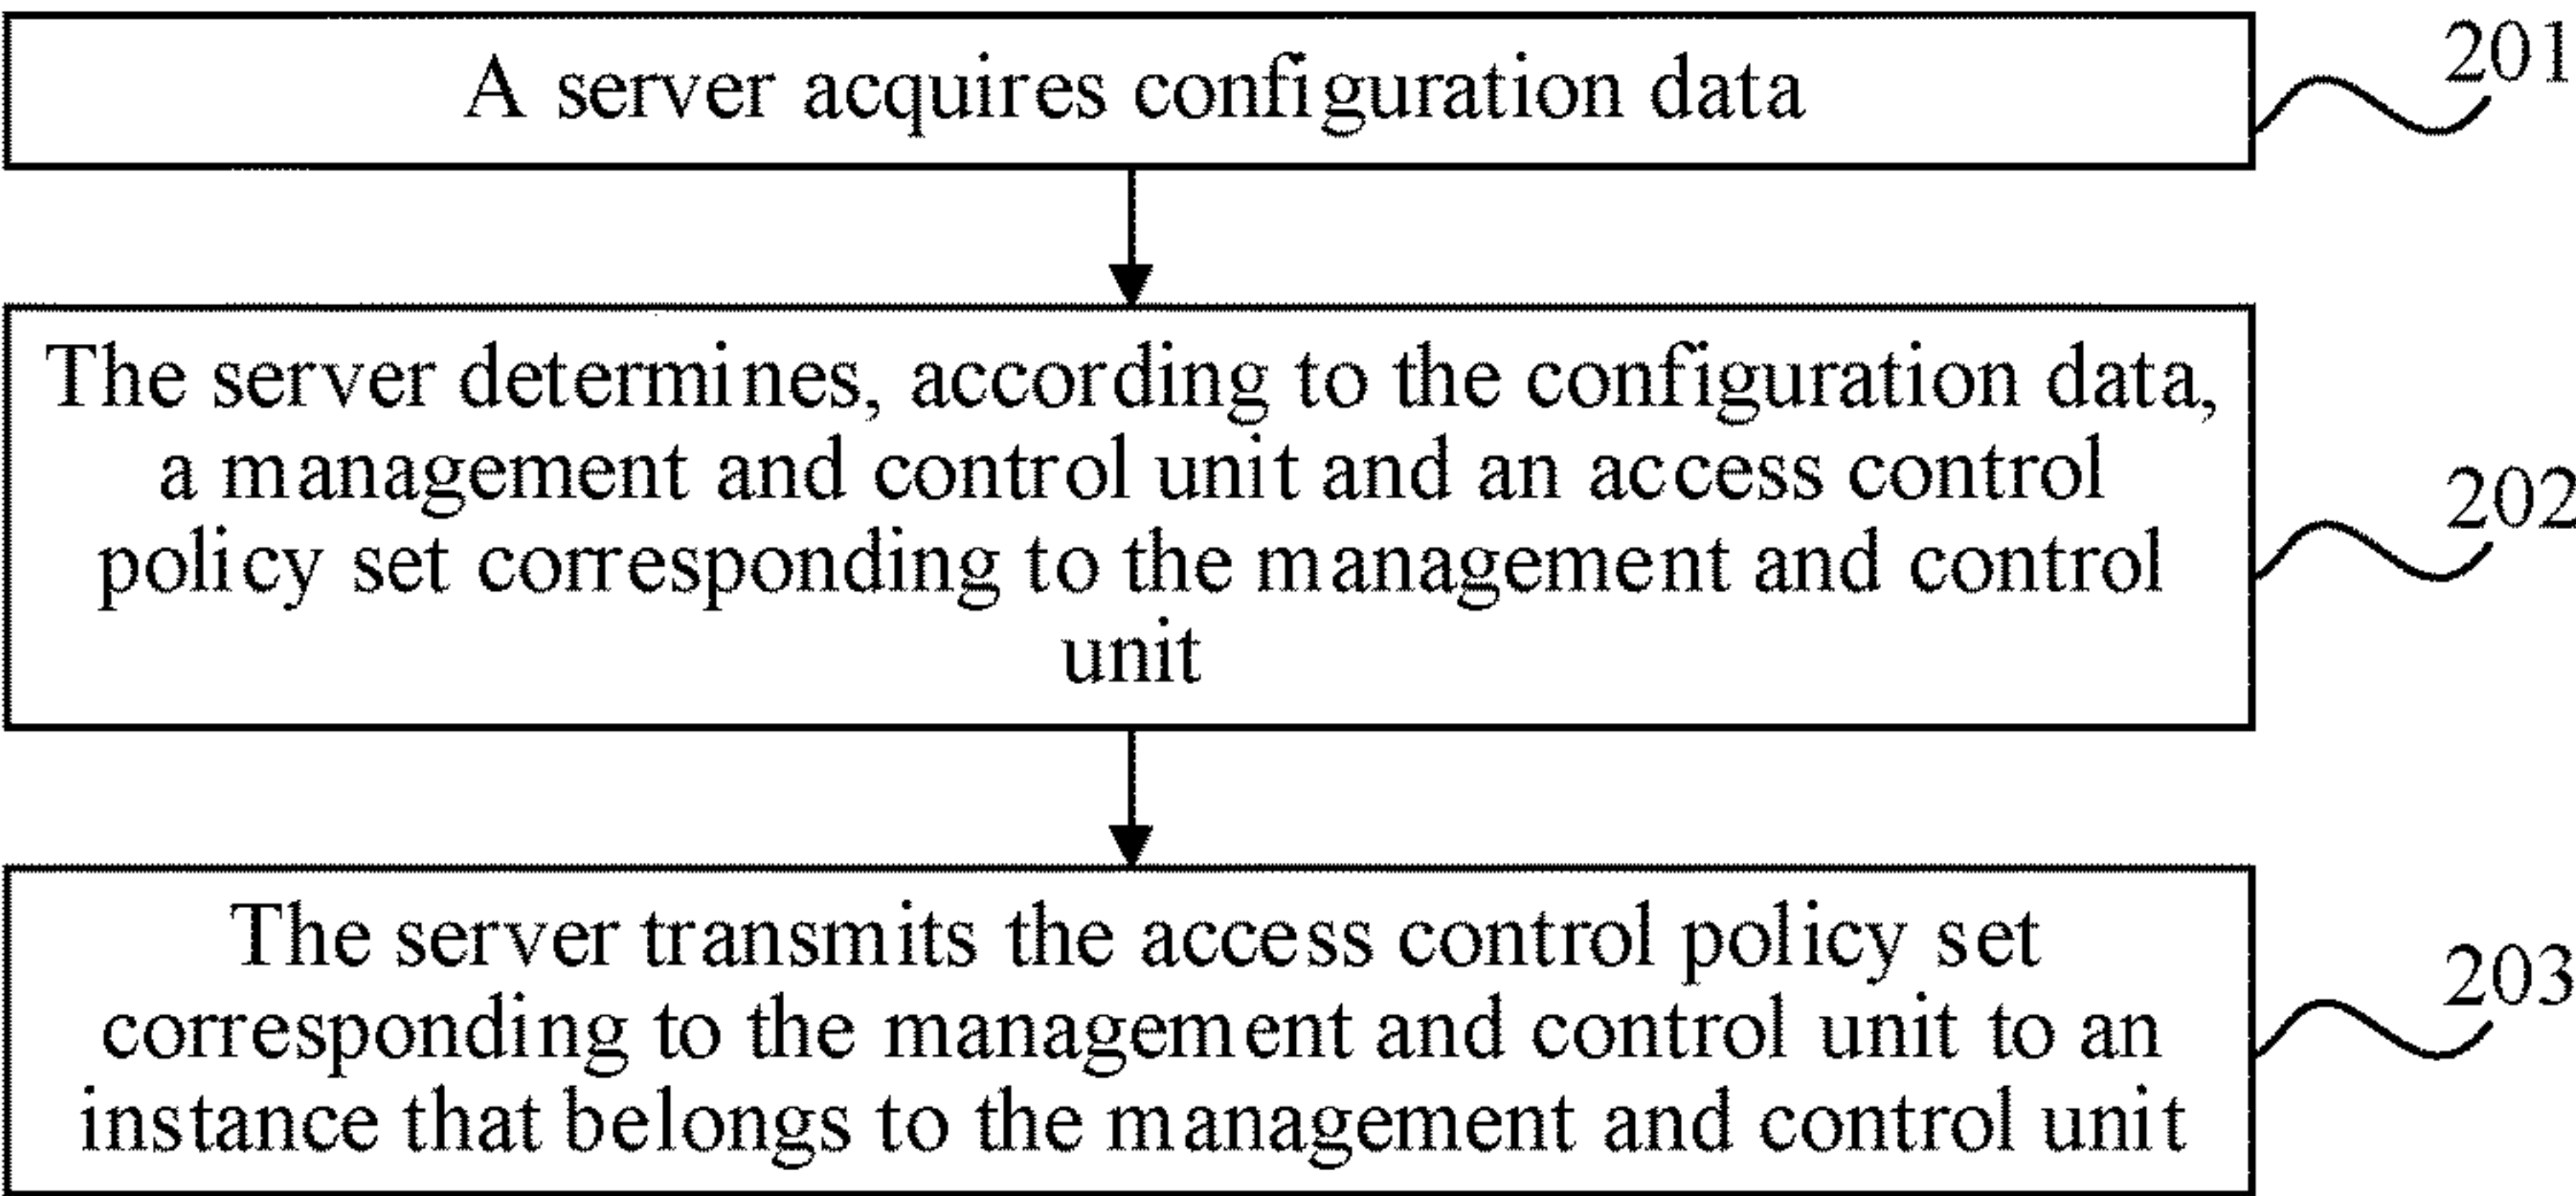 A server acquires configuration data
201
The server determines, according to the configuration data,
a management and control unit and an access control
policy set corresponding to the management and control
unit
202
The server transmits the access control policy set
corresponding to the management and control unit to an
instance that belongs to the management and control unit
203